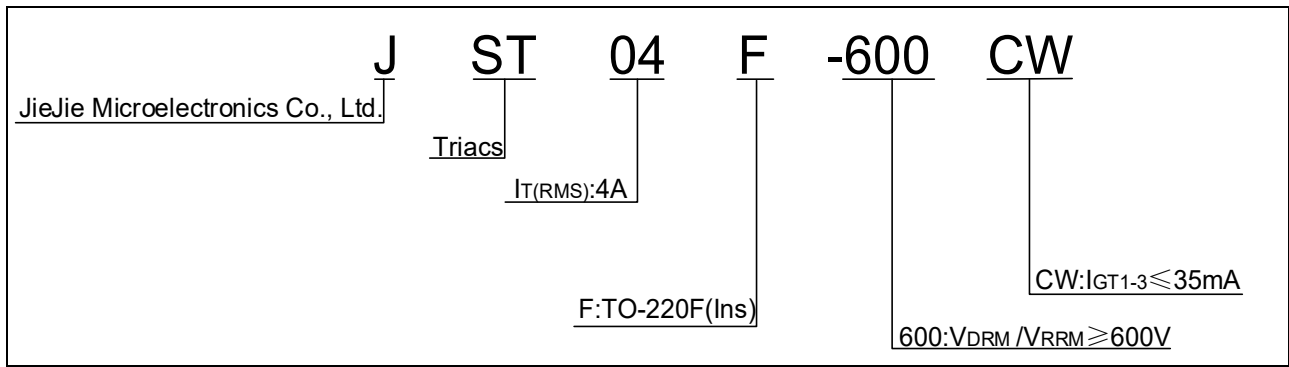 J ST 04 F -600 CW
JieJie Microelectronics Co., Ltd.
Triacs
IT(RMS):4A
CW:IGT1-3≤35mA
F:TO-220F(Ins)
600:VDRM /VRRM≥600V